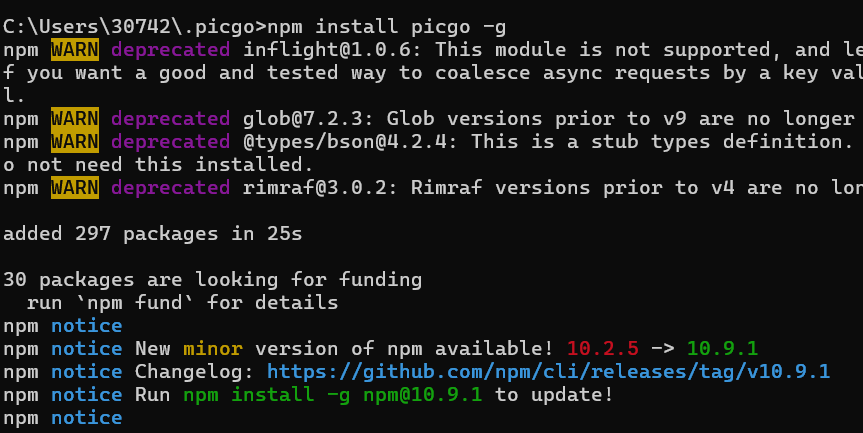 C:\Users\30742\.picgo>npm install picgo -g
npm WARN deprecated inflight@1.0.6: This module is not supported, and le
f you want a good and tested way to coalesce async requests by a key val
l.
npm WARN deprecated glob@7.2.3: Glob versions prior to v9 are no longer
npm WARN deprecated @types/bson@4.2.4: This is a stub types definition.
o not need this installed.
npm WARN deprecated rimraf@3.0.2: Rimraf versions prior to v4 are no lon
added 297 packages in 25s
30 packages are looking for funding
  run `npm fund` for details
npm notice
npm notice New minor version of npm available! 10.2.5 -> 10.9.1
npm notice Changelog: https://github.com/npm/cli/releases/tag/v10.9.1
npm notice Run npm install -g npm@10.9.1 to update!
npm notice